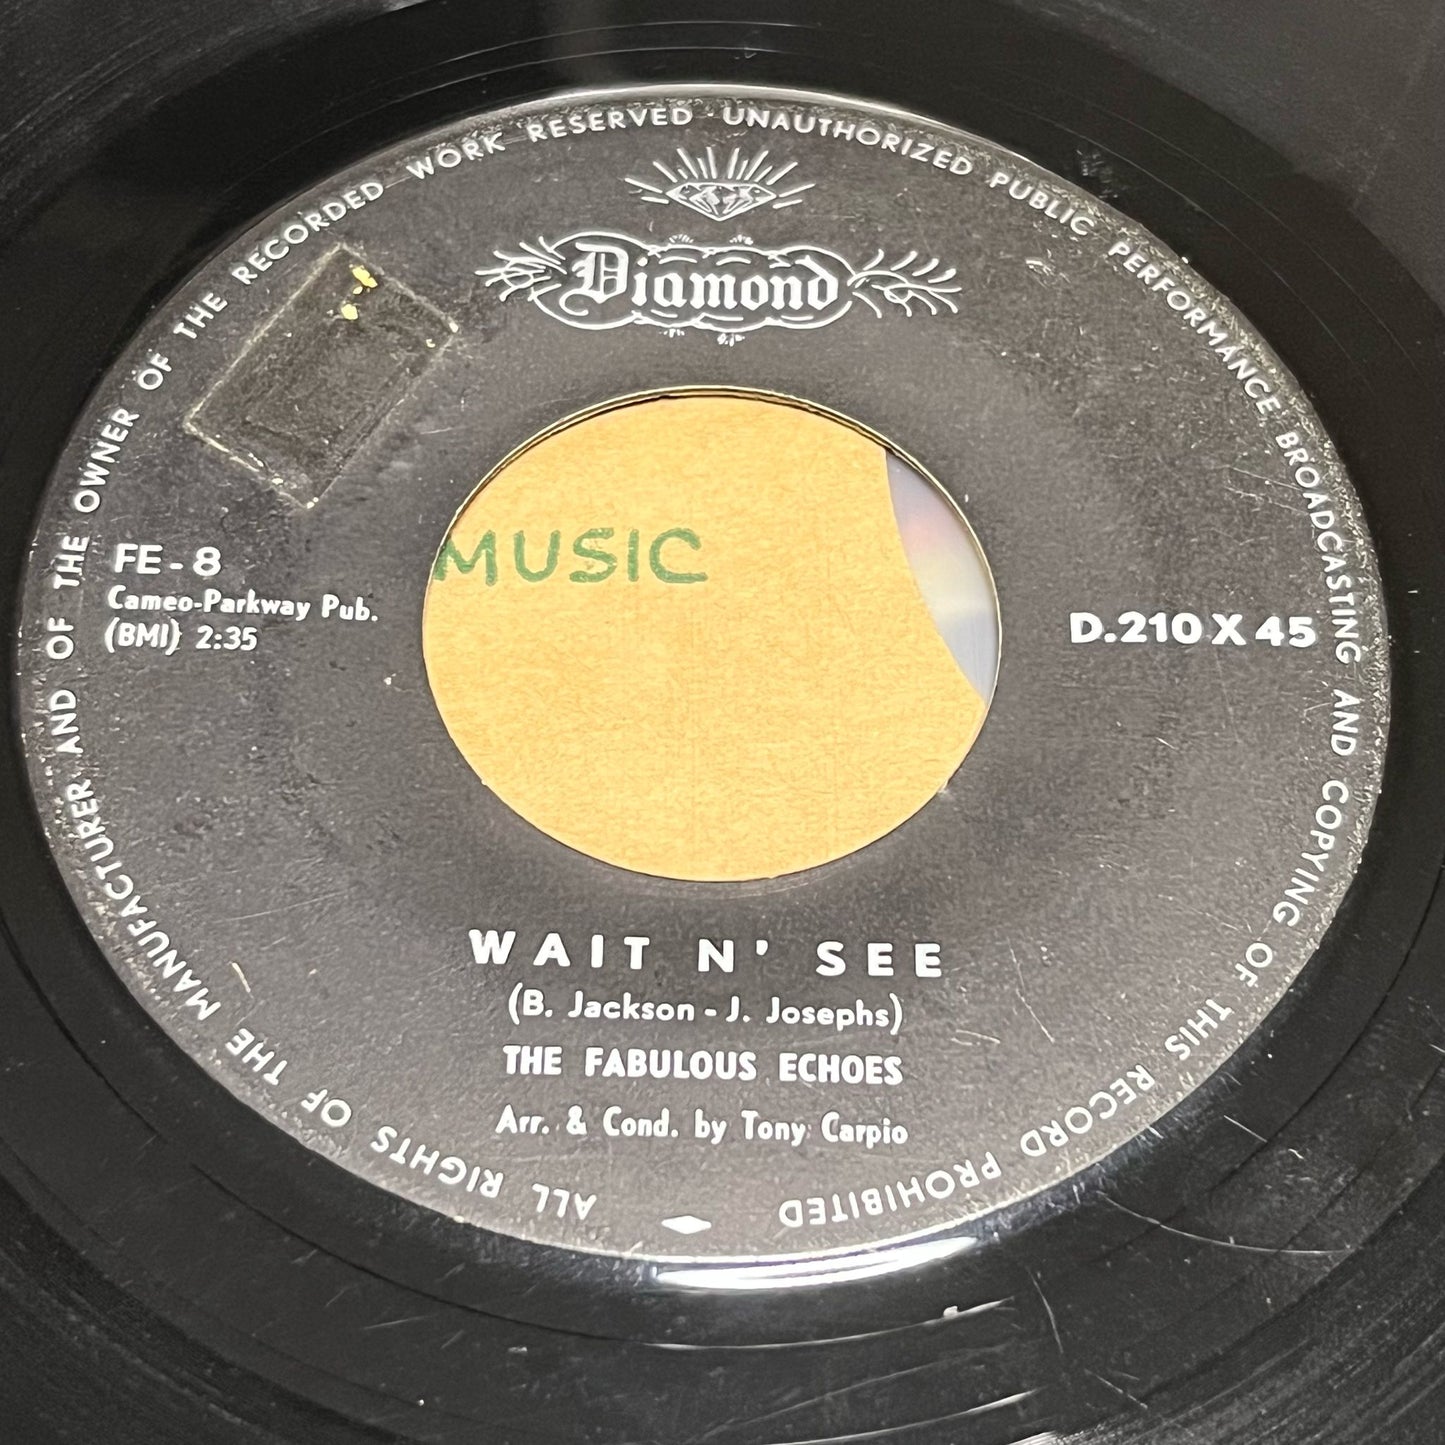 ALL RIGHTS OF THE MANUFACTURER AND OF THE OWNER OF THE RECORDED WORK RESERVED · UNAUTHORIZED PUBLIC PERFORMANCE BROADCASTING AND COPYING OF THIS RECORD PROHIBITED
Diamond
MUSIC
FE - 8
Cameo-Parkway Pub.
(BMI) 2:35
D.210 X 45
WAIT N' SEE
(B. Jackson - J. Josephs)
THE FABULOUS ECHOES
Arr. & Cond. by Tony Carpio